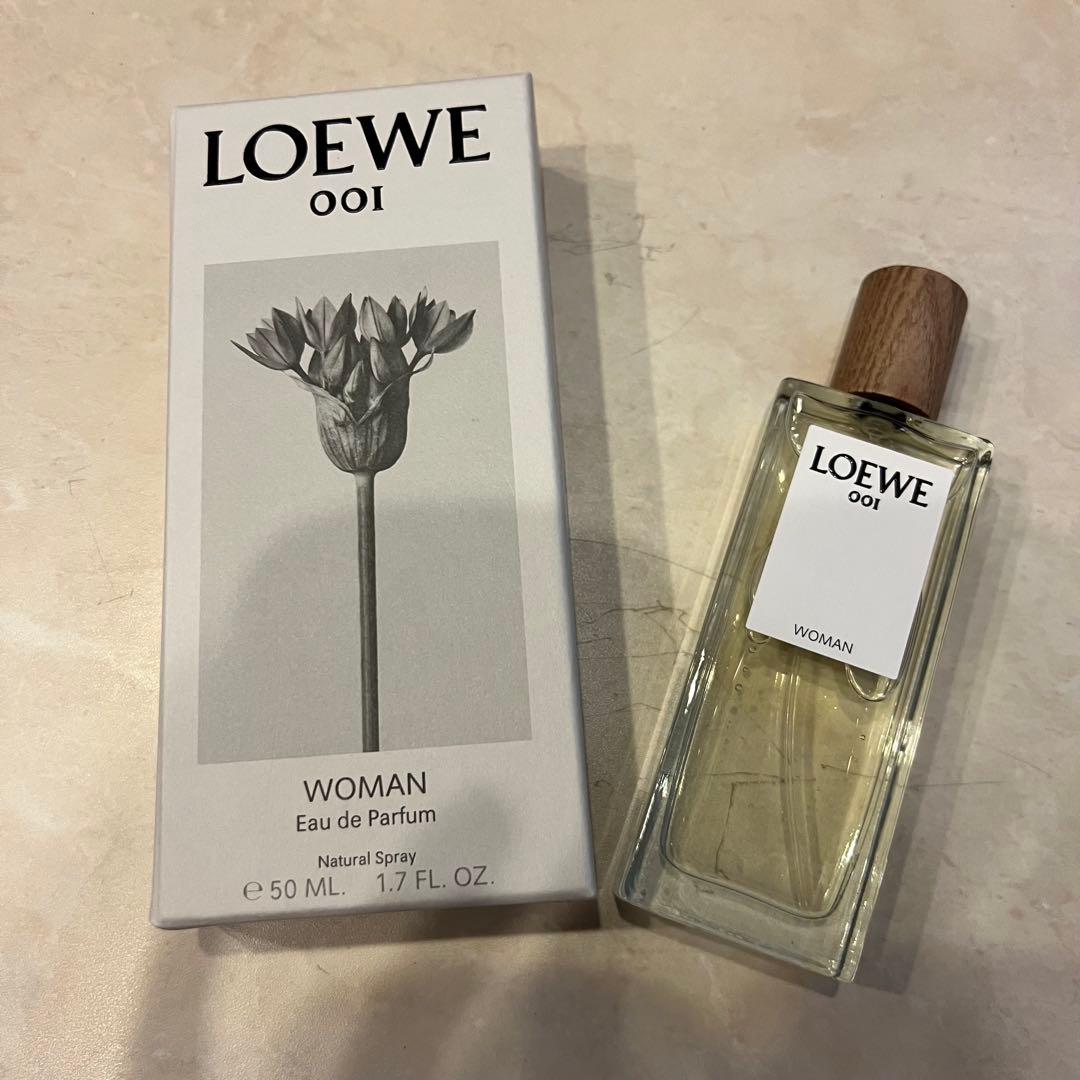 LOEWE
001
WOMAN
Eau de Parfum
Natural Spray
℮ 50 ML. 1.7 FL. OZ.
LOEWE
001
WOMAN